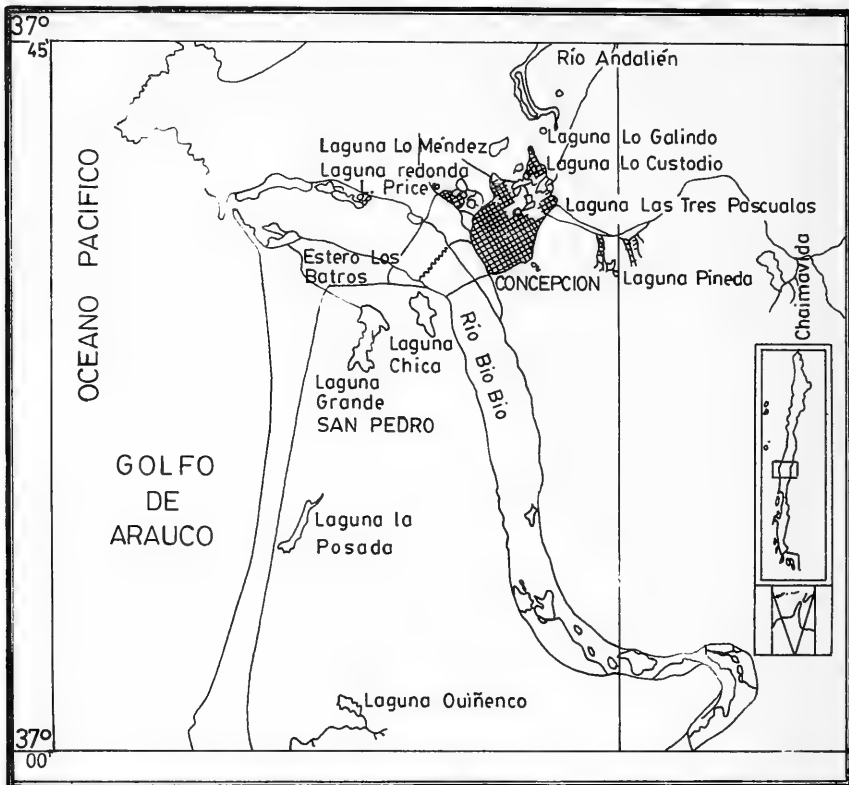 37°
45'
Río Andalién
Laguna Lo Méndez
Laguna Lo Galindo
Laguna redonda
Laguna Lo Custodio
L. Price
Laguna Las Tres Pascualas
OCEANO PACIFICO
Estero Los
Batros
CONCEPCION
Laguna Pineda
Chaimavida
Laguna
Chica
Río Bio Bio
Laguna
Grande
SAN PEDRO
GOLFO
DE
ARAUCO
Laguna la
Posada
Laguna Quiñenco
37°
00'